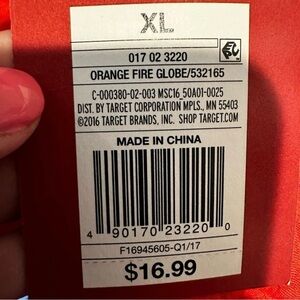 XL
017 02 3220
ORANGE FIRE GLOBE/532165
C-000380-02-003 MSC16_50A01-0025
DIST. BY TARGET CORPORATION MPLS., MN 55403
©2016 TARGET BRANDS, INC. SHOP TARGET.COM
MADE IN CHINA
4 90170 23220 0
F16945605-Q1/17
$16.99